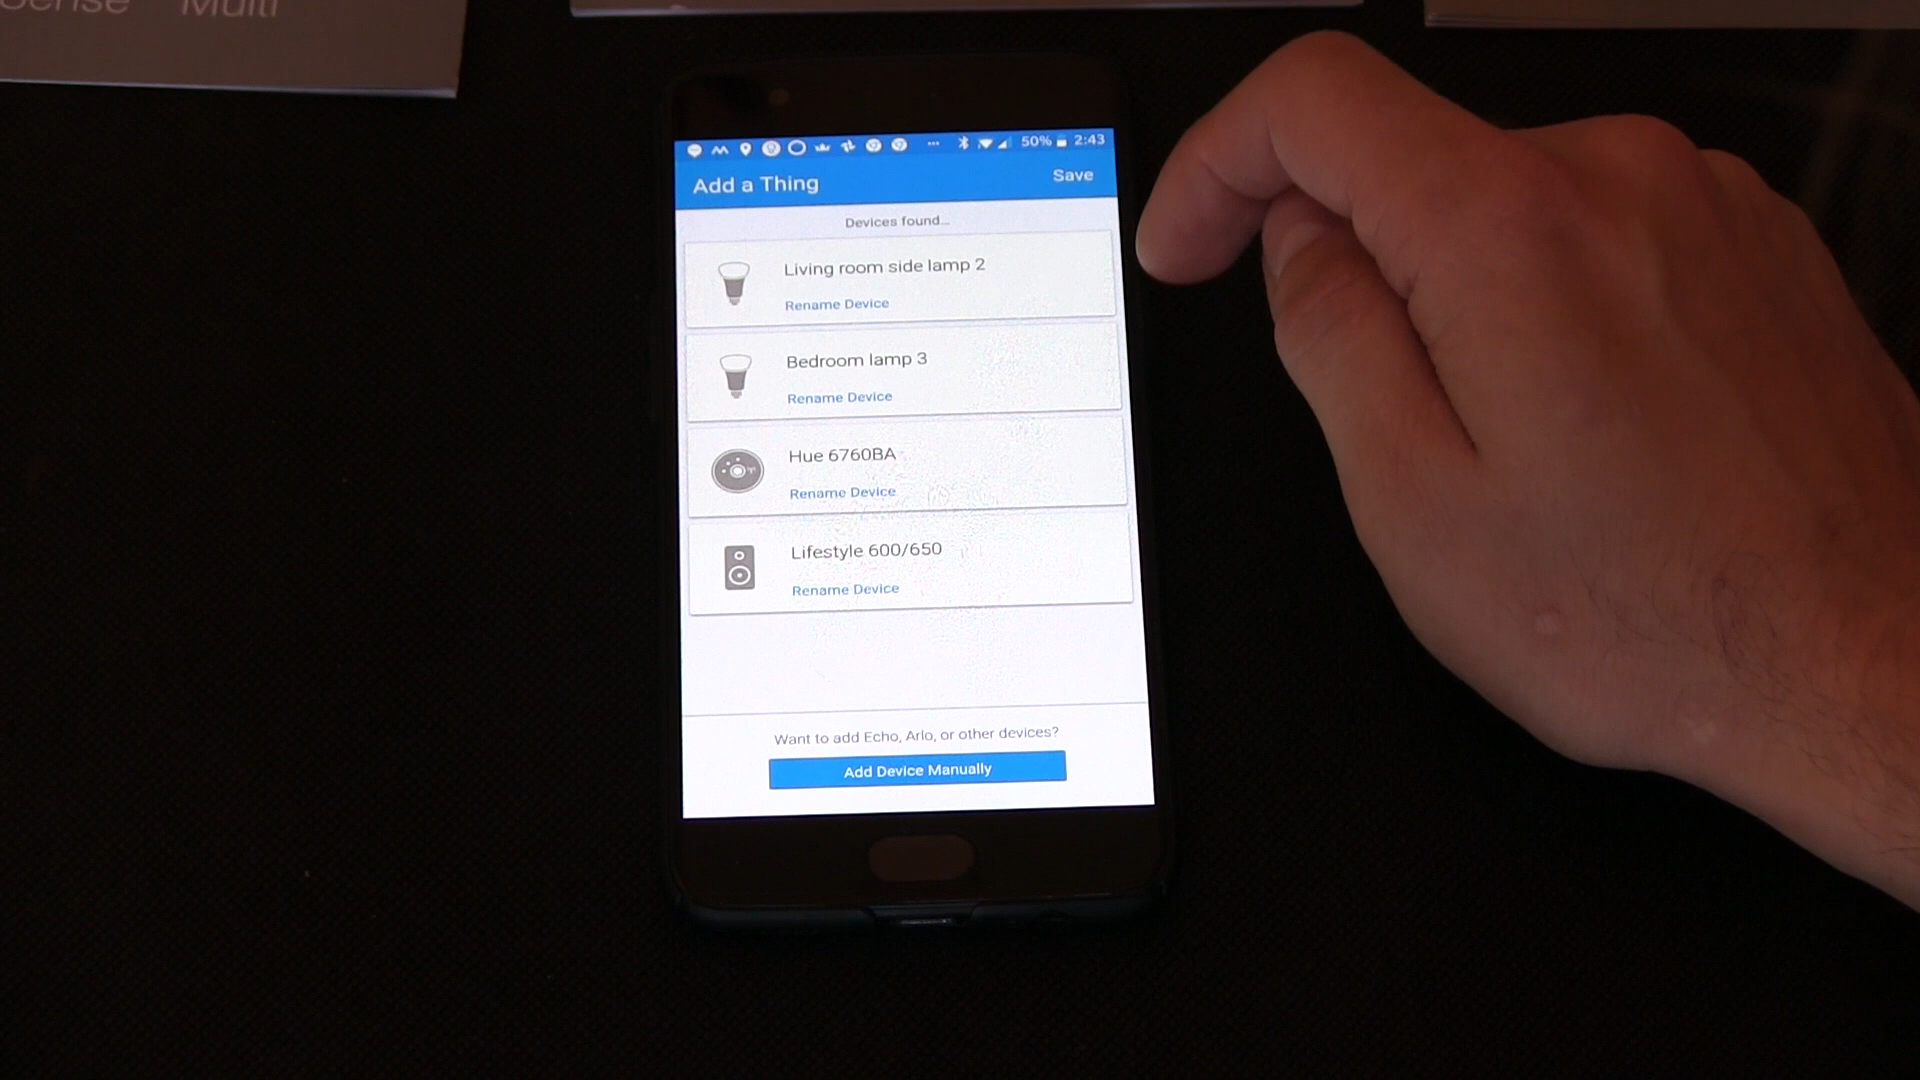 Sense Multi
50% 2:43
Add a Thing Save
Devices found...
Living room side lamp 2
Rename Device
Bedroom lamp 3
Rename Device
Hue 6760BA
Rename Device
Lifestyle 600/650
Rename Device
Want to add Echo, Arlo, or other devices?
Add Device Manually